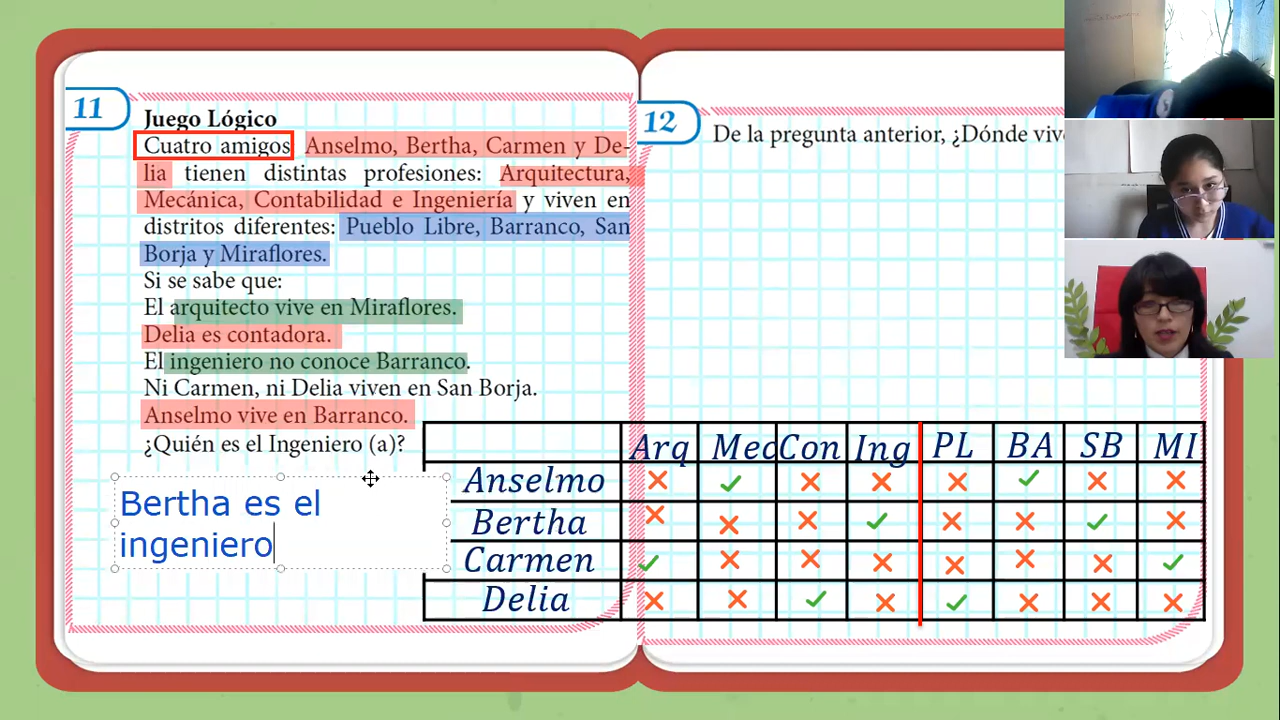 11
Juego Lógico
Cuatro amigos Anselmo, Bertha, Carmen y De-
lia tienen distintas profesiones: Arquitectura,
Mecánica, Contabilidad e Ingeniería y viven en
distritos diferentes: Pueblo Libre, Barranco, San
Borja y Miraflores.
Si se sabe que:
El arquitecto vive en Miraflores.
Delia es contadora.
El ingeniero no conoce Barranco.
Ni Carmen, ni Delia viven en San Borja.
Anselmo vive en Barranco.
¿Quién es el Ingeniero (a)?
Bertha es el
ingeniero
12
De la pregunta anterior, ¿Dónde viv
Arq Mec Con Ing PL BA SB MI
Anselmo
Bertha
Carmen
Delia